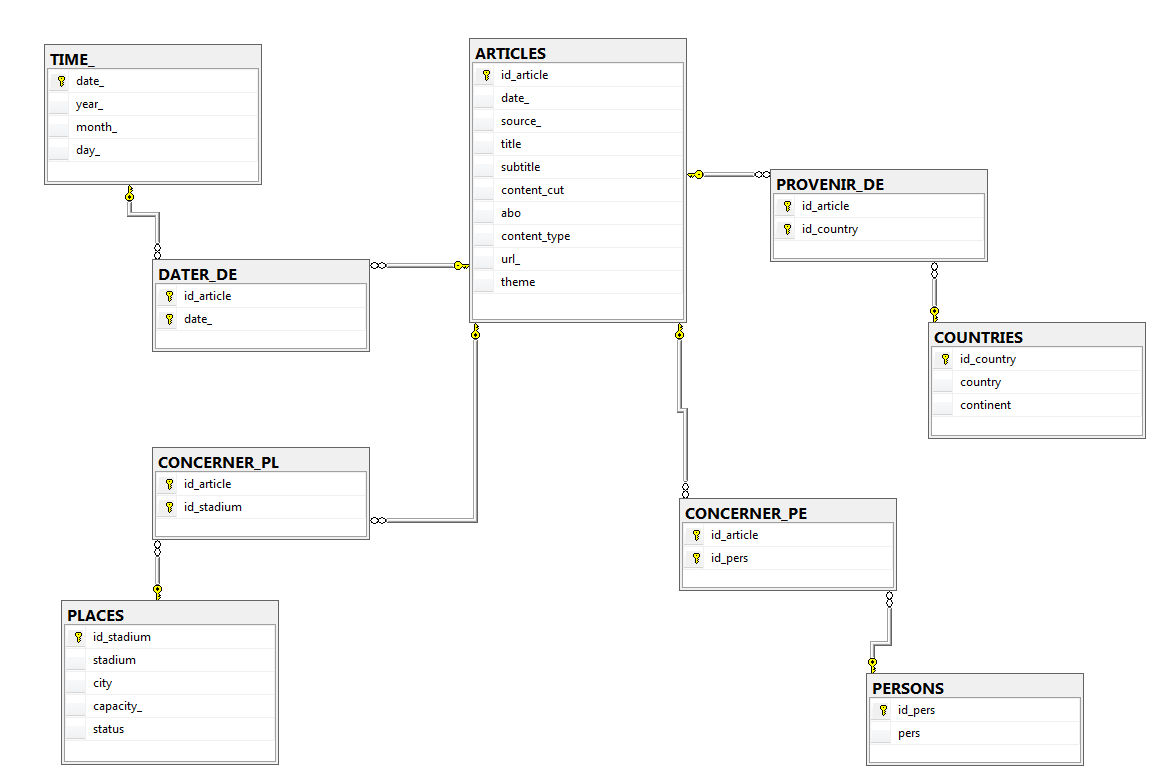 TIME_
date_
year_
month_
day_
ARTICLES
id_article
date_
source_
title
subtitle
content_cut
abo
content_type
url_
theme
PROVENIR_DE
id_article
id_country
DATER_DE
id_article
date_
COUNTRIES
id_country
country
continent
CONCERNER_PL
id_article
id_stadium
CONCERNER_PE
id_article
id_pers
PLACES
id_stadium
stadium
city
capacity_
status
PERSONS
id_pers
pers